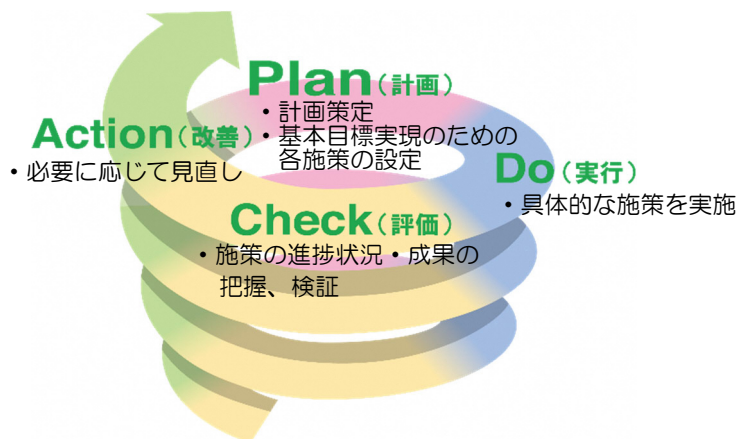 Plan(計画)
・計画策定
・基本目標実現のための
各施策の設定
Do(実行)
・具体的な施策を実施
Check(評価)
・施策の進捗状況・成果の
把握、検証
Action(改善)
・必要に応じて見直し